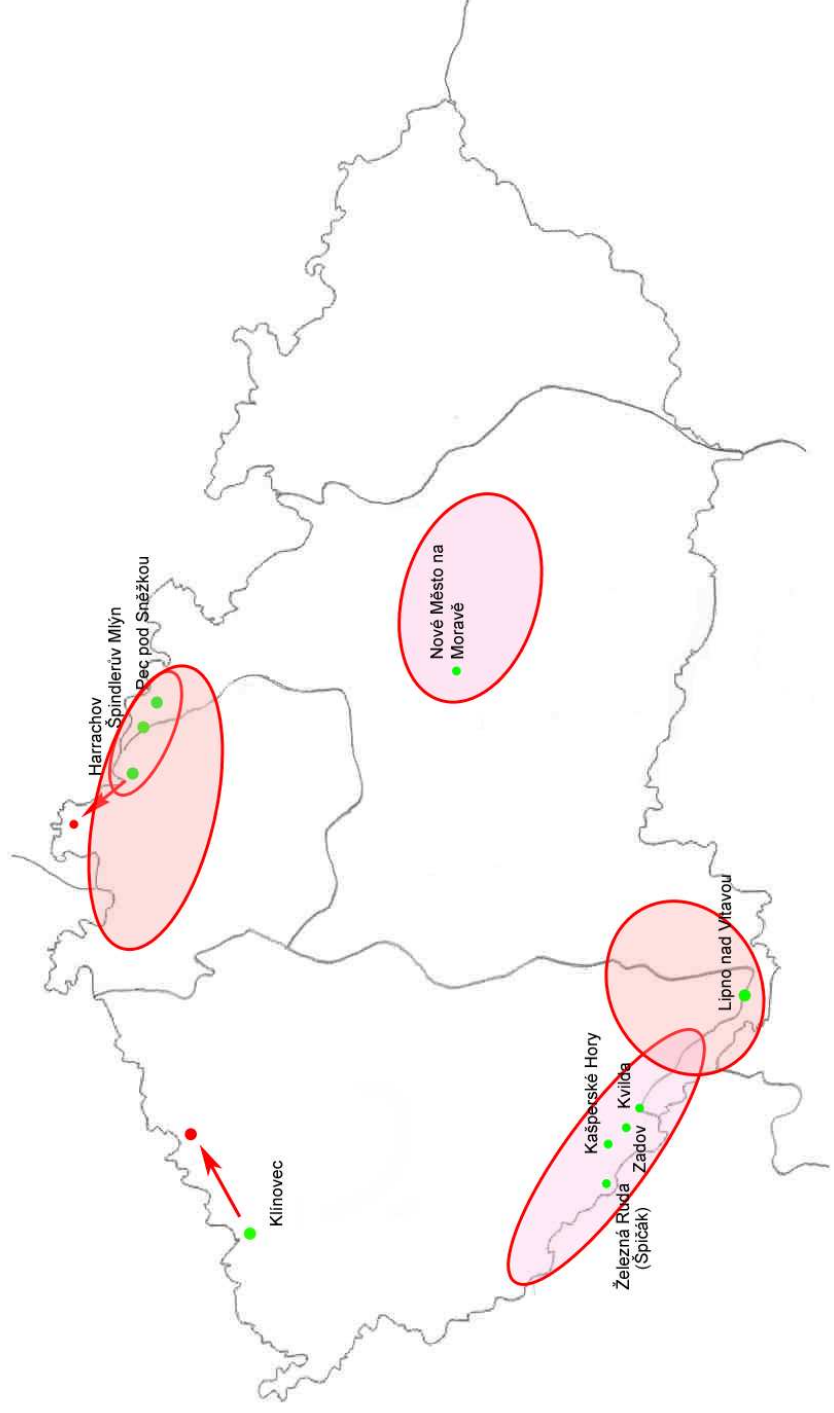 Harrachov
Špindlerův Mlýn
Pec pod Sněžkou
Klínovec
Nové Město na
Moravě
Kašperské Hory
Kvilda
Zadov
Železná Ruda
(Špičák)
Lipno nad Vltavou